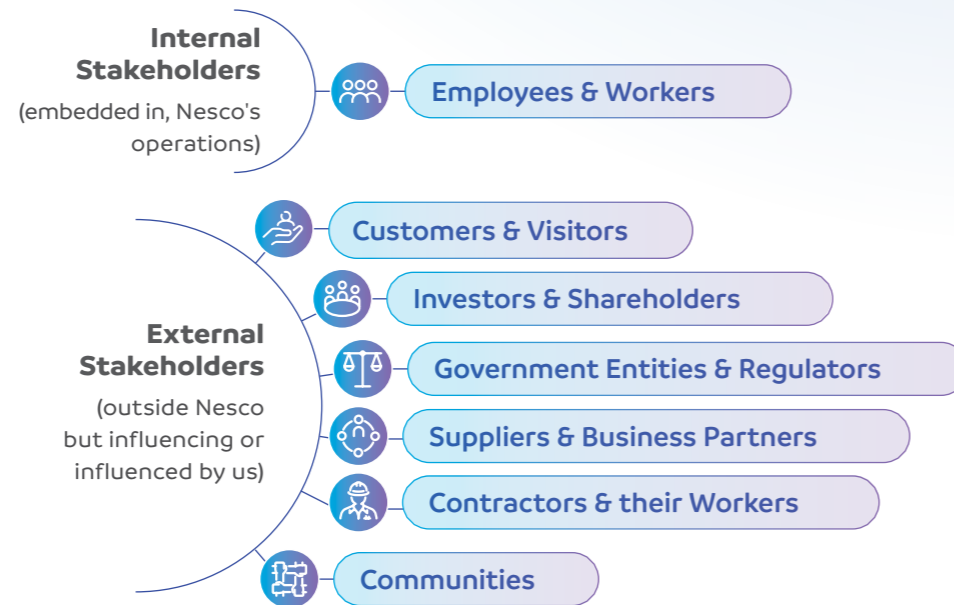 Internal
Stakeholders
(embedded in, Nesco's
operations)
Employees & Workers
External
Stakeholders
(outside Nesco
but influencing or
influenced by us)
Customers & Visitors
Investors & Shareholders
Government Entities & Regulators
Suppliers & Business Partners
Contractors & their Workers
Communities